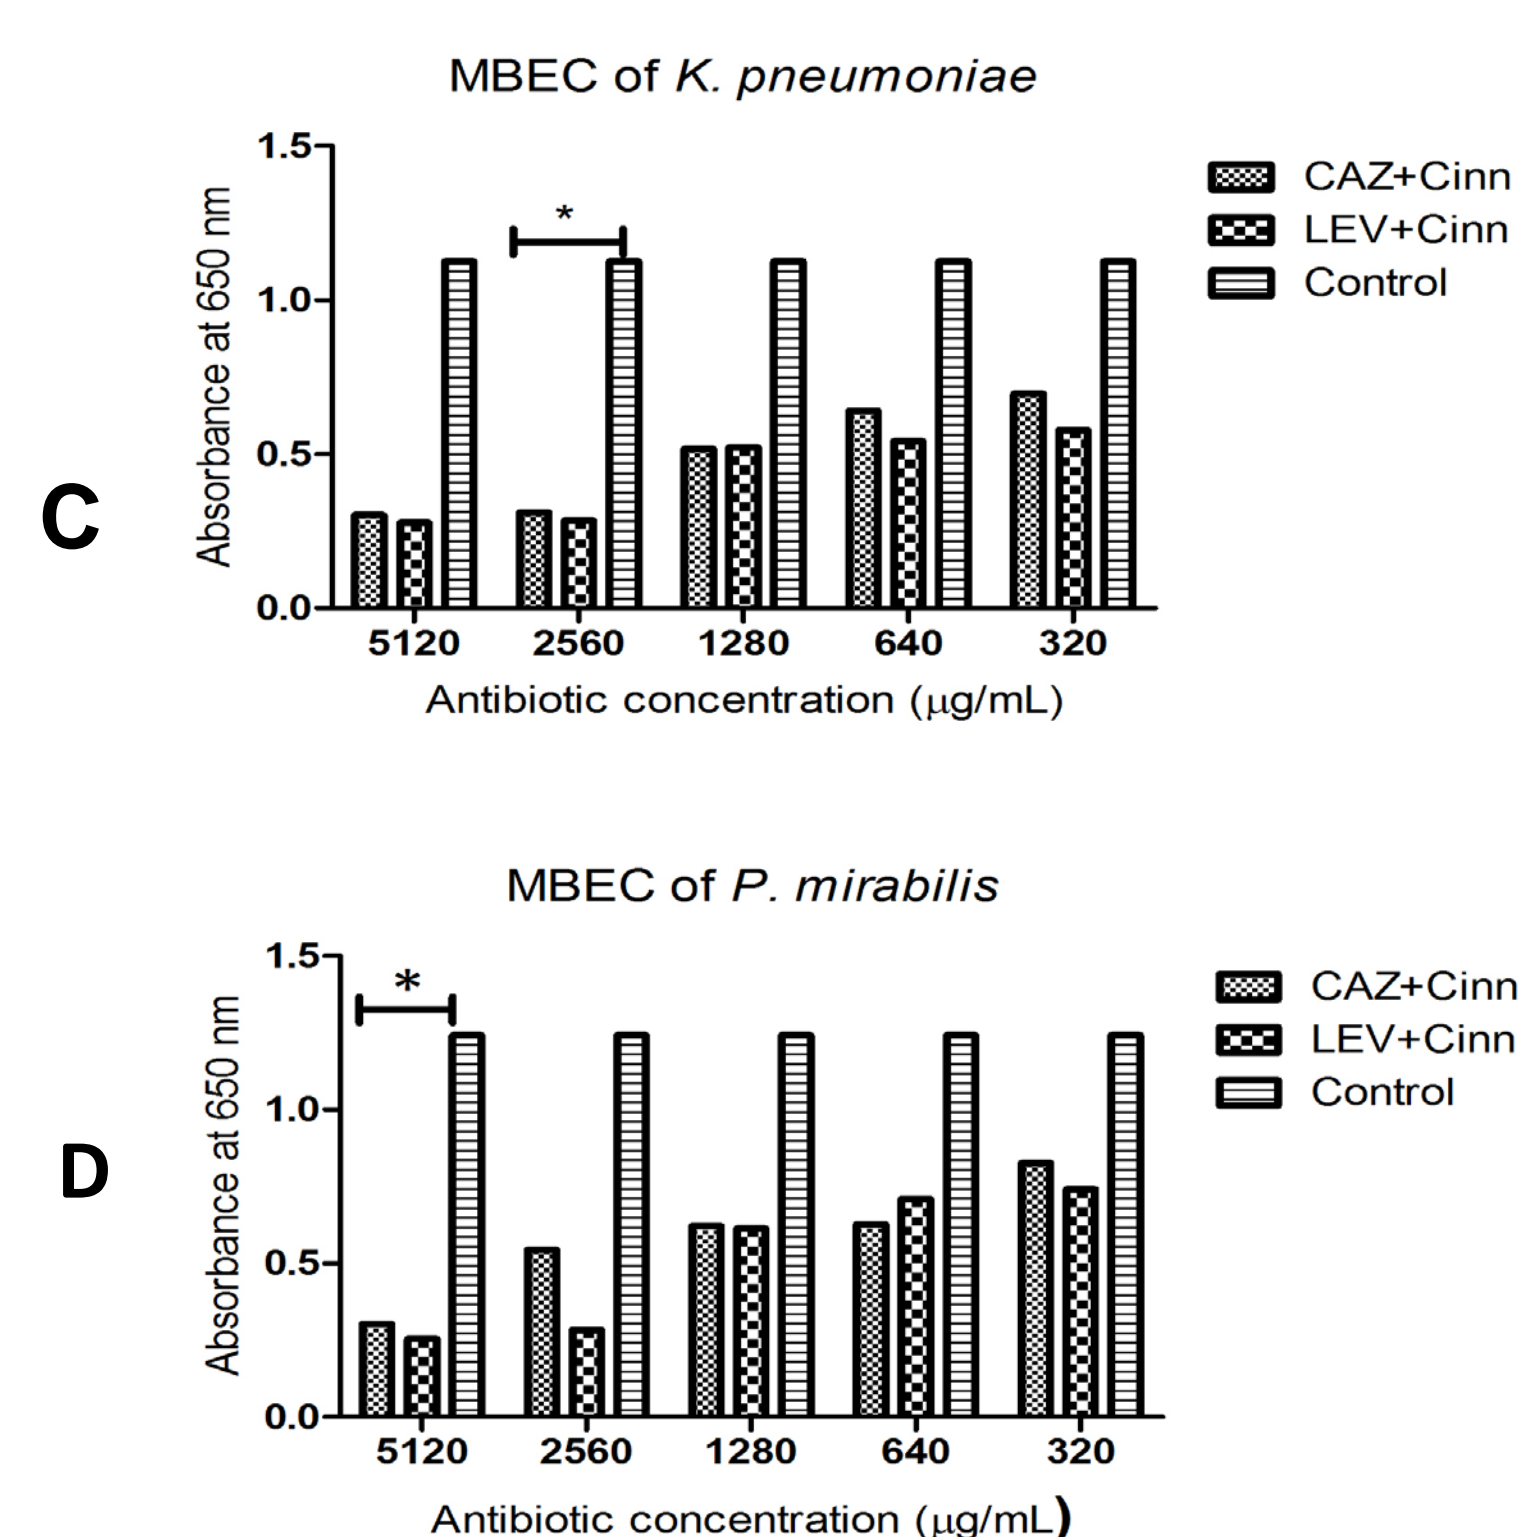 MBEC of K. pneumoniae
1.5
1.0
0.5
0.0
Absorbance at 650 nm
*
CAZ+Cinn
LEV+Cinn
Control
C
5120 2560 1280 640 320
Antibiotic concentration (μg/mL)
MBEC of P. mirabilis
1.5
1.0
0.5
0.0
Absorbance at 650 nm
*
CAZ+Cinn
LEV+Cinn
Control
D
5120 2560 1280 640 320
Antibiotic concentration (μg/mL)